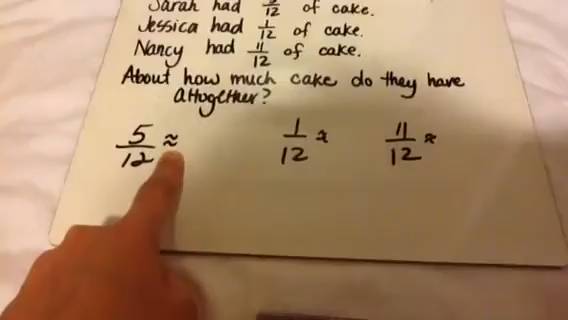 Sarah had 5/12 of cake.
Jessica had 1/12 of cake.
Nancy had 11/12 of cake.
About how much cake do they have
altogether?
5/12 ≈ 1/12 ≈ 11/12 ≈